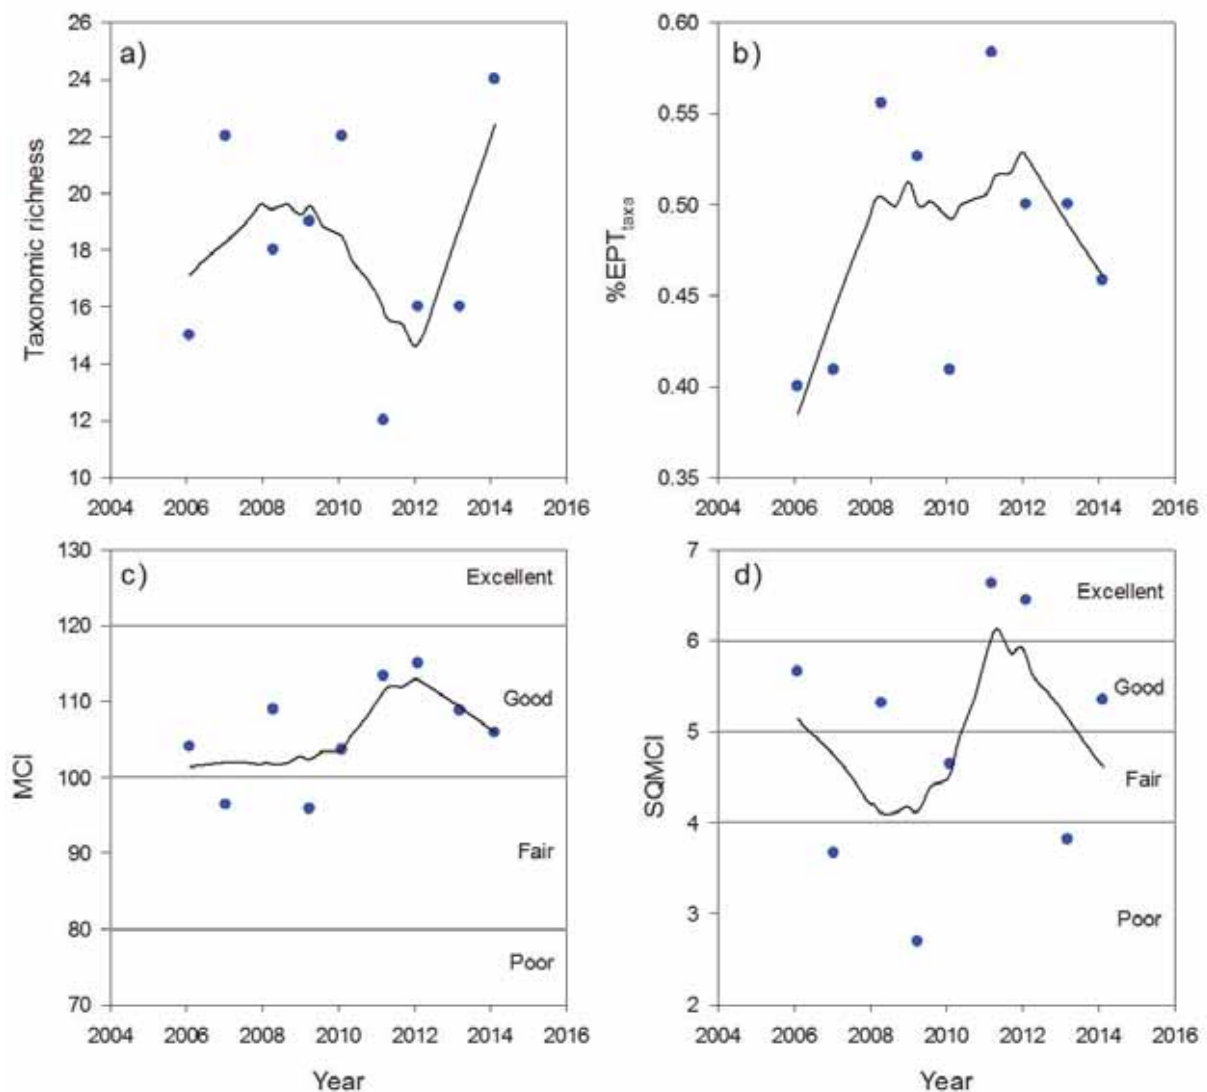 a)
Taxonomic richness
26
24
22
20
18
16
14
12
10
2004 2006 2008 2010 2012 2014 2016
b)
%EPTtaxa
0.60
0.55
0.50
0.45
0.40
0.35
2004 2006 2008 2010 2012 2014 2016
c)
MCI
130
120
110
100
90
80
70
Excellent
Good
Fair
Poor
2004 2006 2008 2010 2012 2014 2016
Year
d)
SQMCI
7
6
5
4
3
2
Excellent
Good
Fair
Poor
2004 2006 2008 2010 2012 2014 2016
Year